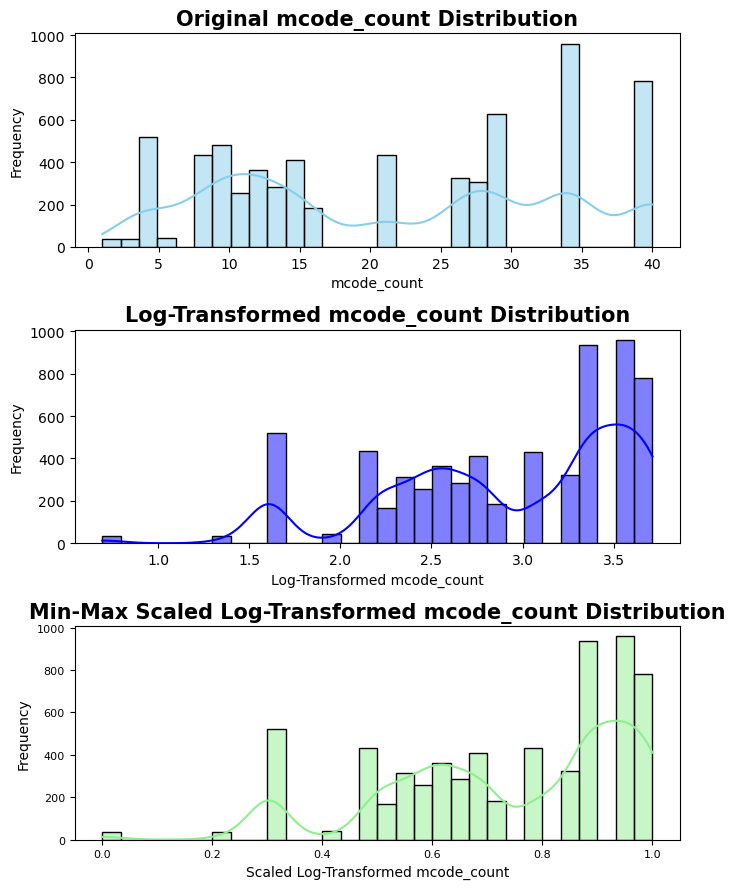 Original mcode_count Distribution
1000
800
600
400
200
0
Frequency
0 5 10 15 20 25 30 35 40
mcode_count
Log-Transformed mcode_count Distribution
1000
800
600
400
200
0
Frequency
1.0 1.5 2.0 2.5 3.0 3.5
Log-Transformed mcode_count
Min-Max Scaled Log-Transformed mcode_count Distribution
1000
800
600
400
200
0
Frequency
0.0 0.2 0.4 0.6 0.8 1.0
Scaled Log-Transformed mcode_count